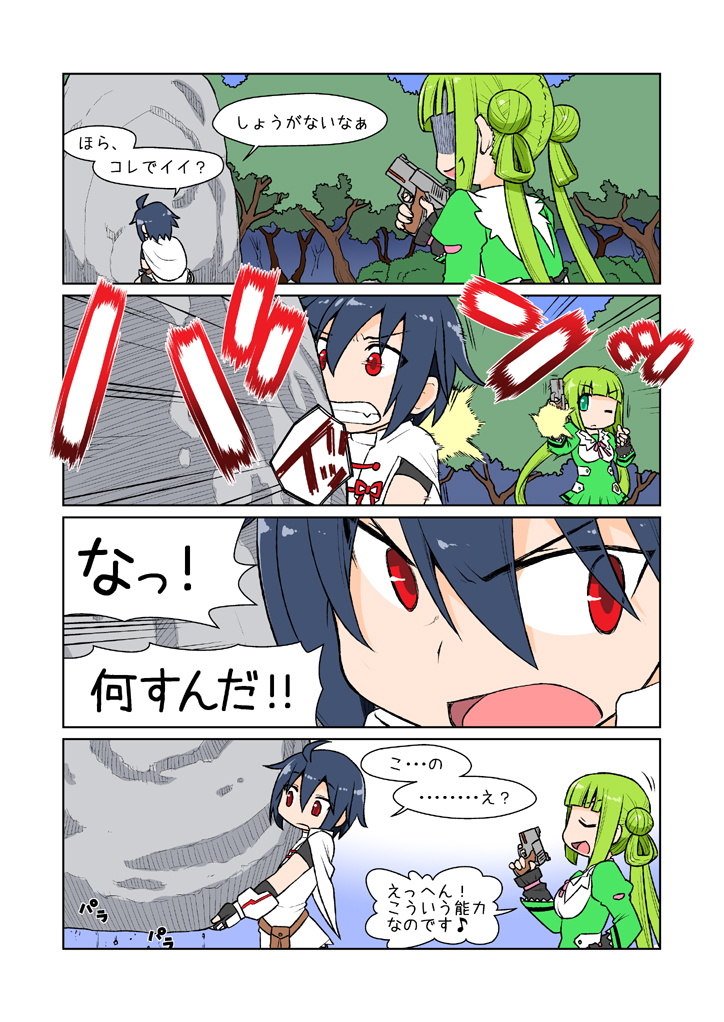 しょうがないなぁ
ほら、
コレでイイ？
バンッ
ズイッ
なっ！
何すんだ!!
こ・・・の
・・・・・・・・え？
えっへん！
こういう能力
なのです♪
パラ
パラ